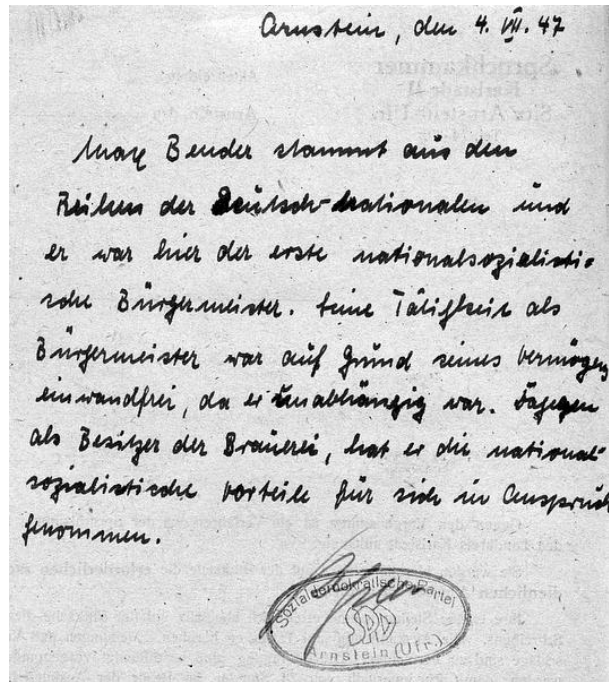 Arnstein, den 4. VII. 47
Spruchkammer
Max Bender stammt aus den
Reihen der Deutsch-Nationalen und
er war hier der erste nationalsozialisti-
sche Bürgermeister. Seine Tätigkeit als
Bürgermeister war auf Grund seines Vermögens
einwandfrei, da er unabhängig war. Dagegen
als Besitzer der Brauerei, hat er die national-
sozialistische Vorteile für sich in Anspruch
genommen.
Sozialdemokratische Partei
SPD
Arnstein (Ufr.)